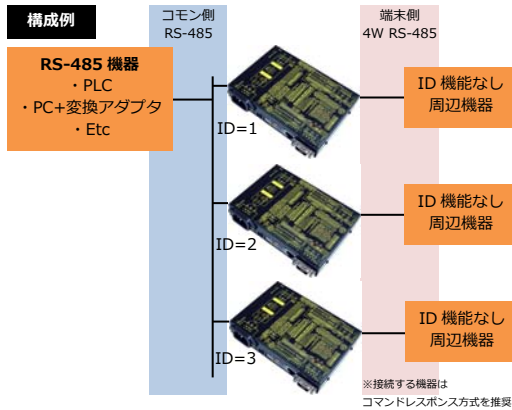 構成例
コモン側
RS-485
端末側
4W RS-485
RS-485 機器
・PLC
・PC+変換アダプタ
・Etc
ID=1
ID 機能なし
周辺機器
ID=2
ID 機能なし
周辺機器
ID=3
ID 機能なし
周辺機器
※接続する機器は
コマンドレスポンス方式を推奨